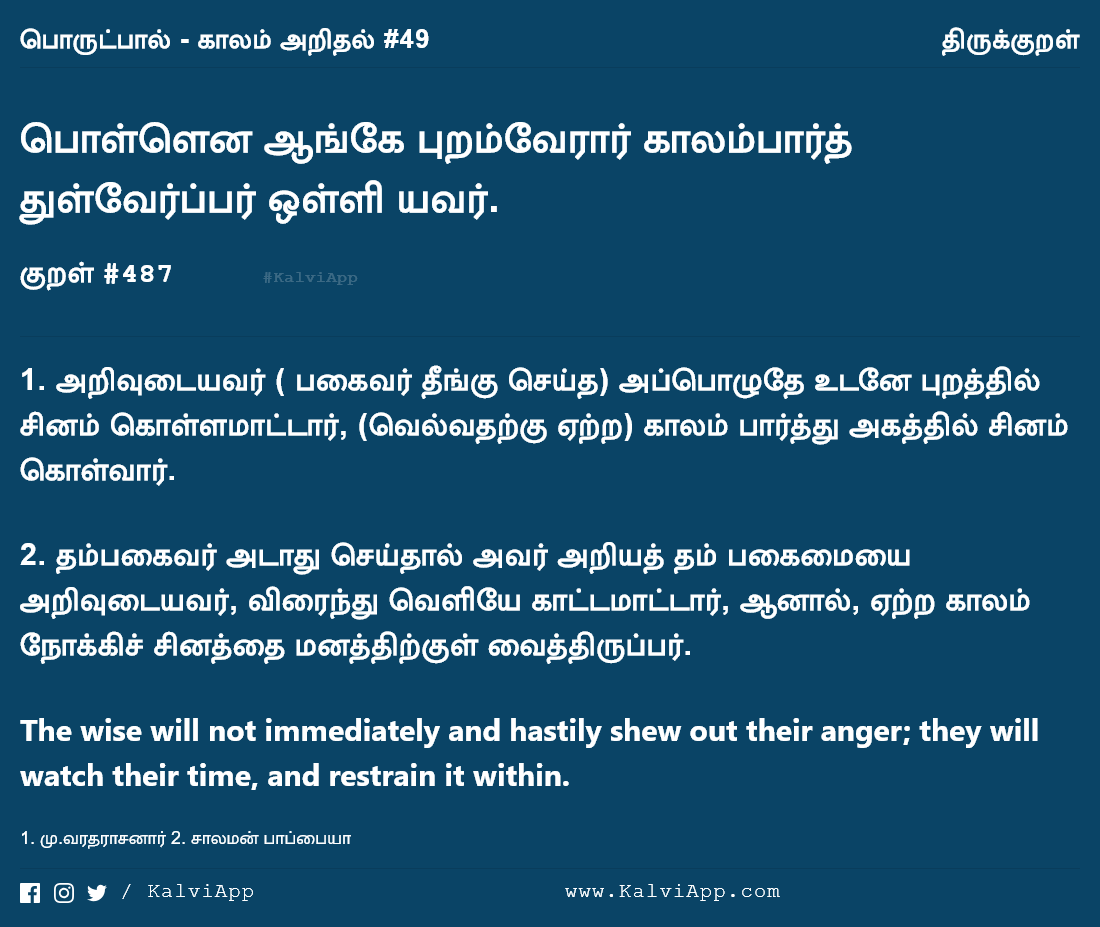 பொருட்பால் - காலம் அறிதல் #49 திருக்குறள்
பொள்ளென ஆங்கே புறம்வேரார் காலம்பார்த்
துள்வேர்ப்பர் ஒள்ளி யவர்.
குறள் #487 #KalviApp
1. அறிவுடையவர் ( பகைவர் தீங்கு செய்த) அப்பொழுதே உடனே புறத்தில்
சினம் கொள்ளமாட்டார், (வெல்வதற்கு ஏற்ற) காலம் பார்த்து அகத்தில் சினம்
கொள்வார்.
2. தம்பகைவர் அடாது செய்தால் அவர் அறியத் தம் பகைமையை
அறிவுடையவர், விரைந்து வெளியே காட்டமாட்டார், ஆனால், ஏற்ற காலம்
நோக்கிச் சினத்தை மனத்திற்குள் வைத்திருப்பர்.
The wise will not immediately and hastily shew out their anger; they will
watch their time, and restrain it within.
1. மு.வரதராசனார் 2. சாலமன் பாப்பையா
/ KalviApp www.KalviApp.com